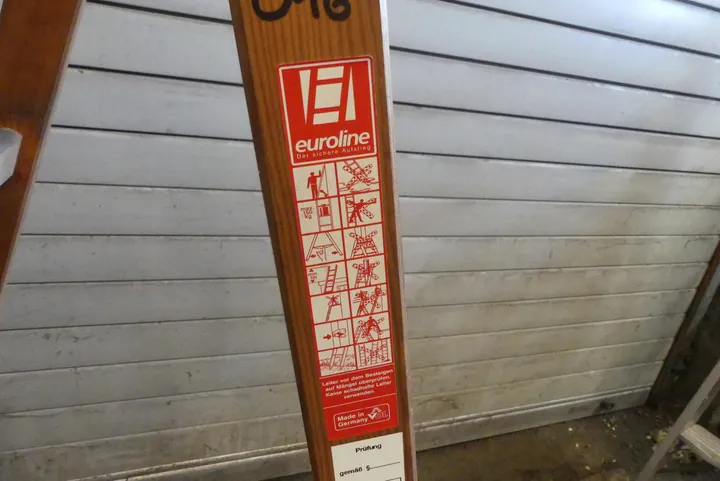 euroline
Der sichere Aufstieg
Leiter vor dem Besteigen
auf Mängel überprüfen.
Keine schadhafte Leiter
verwenden.
Made in
Germany
Prüfung
gemäß §